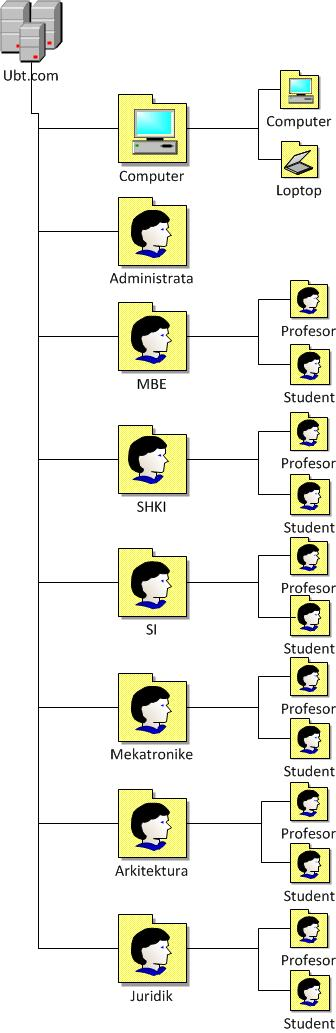 Ubt.com
Computer
Computer
Loptop
Administrata
MBE
Profesor
Student
SHKI
Profesor
Student
SI
Profesor
Student
Mekatronike
Profesor
Student
Arkitektura
Profesor
Student
Juridik
Profesor
Student